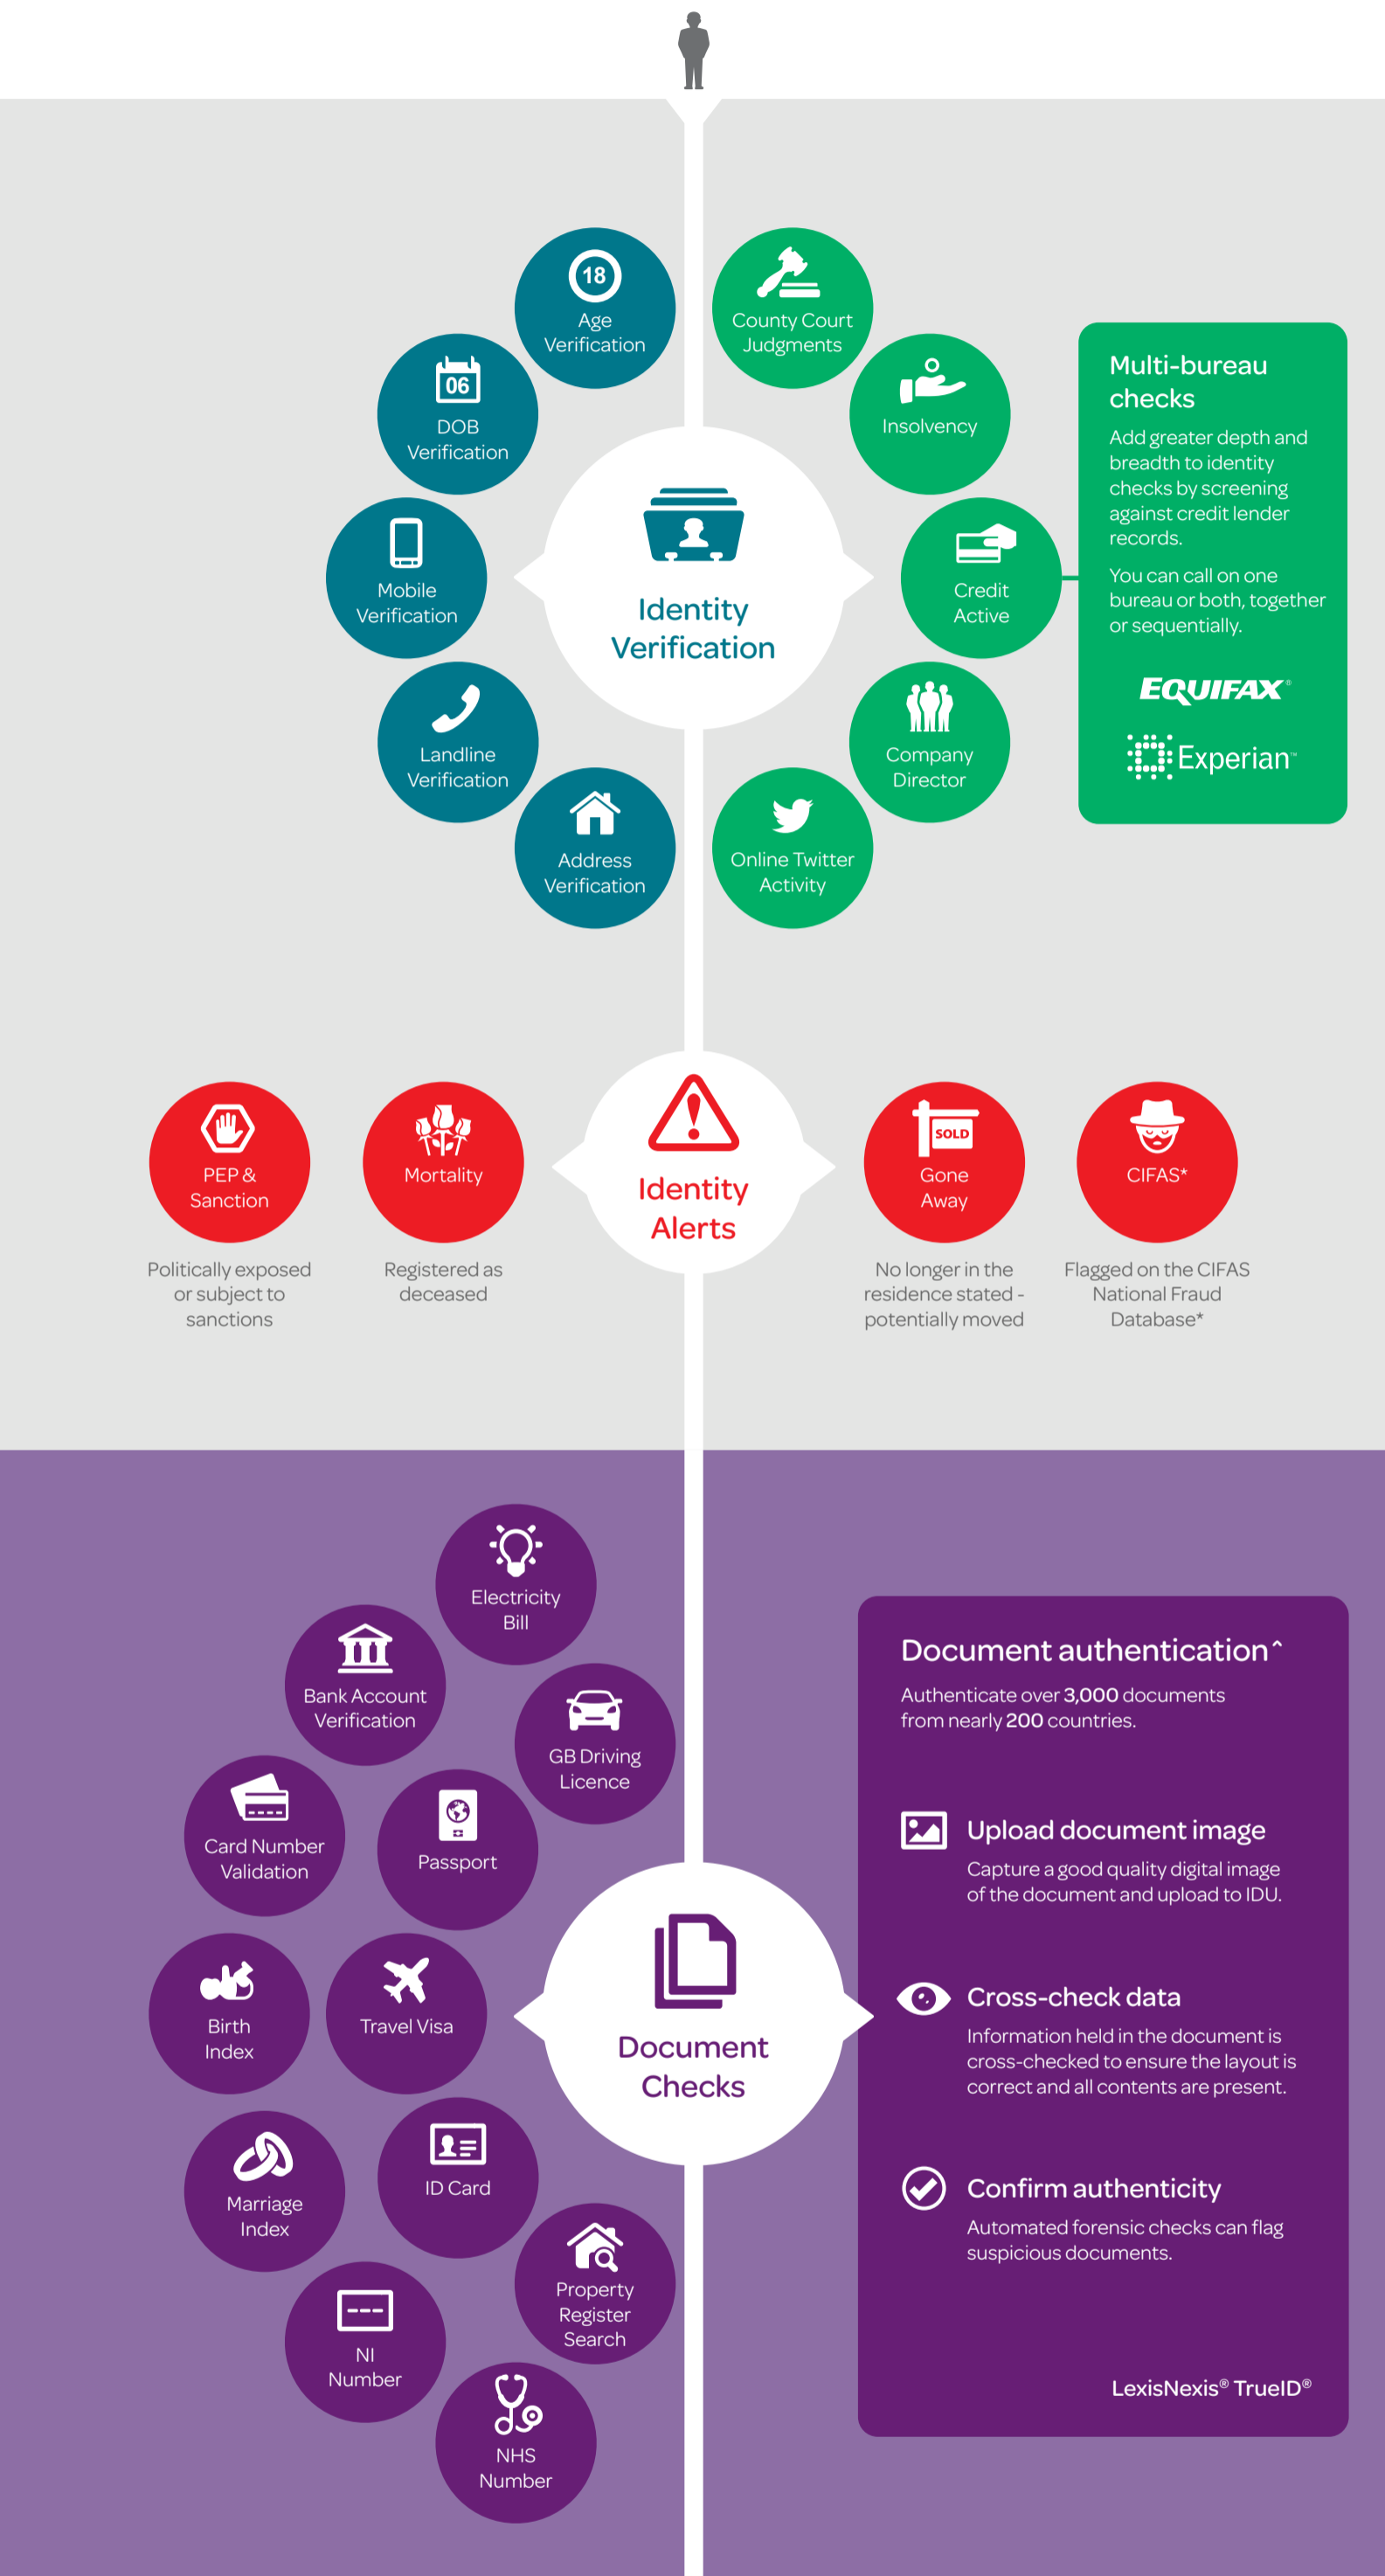 18
Age
Verification
County Court
Judgments
06
DOB
Verification
Insolvency
Mobile
Verification
Identity
Verification
Credit
Active
Landline
Verification
Company
Director
Address
Verification
Online Twitter
Activity
Multi-bureau
checks
Add greater depth and
breadth to identity
checks by screening
against credit lender
records.
You can call on one
bureau or both, together
or sequentially.
EQUIFAX®
Experian™
PEP &
Sanction
Politically exposed
or subject to
sanctions
Mortality
Registered as
deceased
Identity
Alerts
SOLD
Gone
Away
No longer in the
residence stated -
potentially moved
CIFAS*
Flagged on the CIFAS
National Fraud
Database*
Electricity
Bill
Bank Account
Verification
GB Driving
Licence
Card Number
Validation
Passport
Birth
Index
Travel Visa
Document
Checks
Marriage
Index
ID Card
Property
Register
Search
NI
Number
NHS
Number
Document authentication^
Authenticate over 3,000 documents
from nearly 200 countries.
Upload document image
Capture a good quality digital image
of the document and upload to IDU.
Cross-check data
Information held in the document is
cross-checked to ensure the layout is
correct and all contents are present.
Confirm authenticity
Automated forensic checks can flag
suspicious documents.
LexisNexis® TrueID®